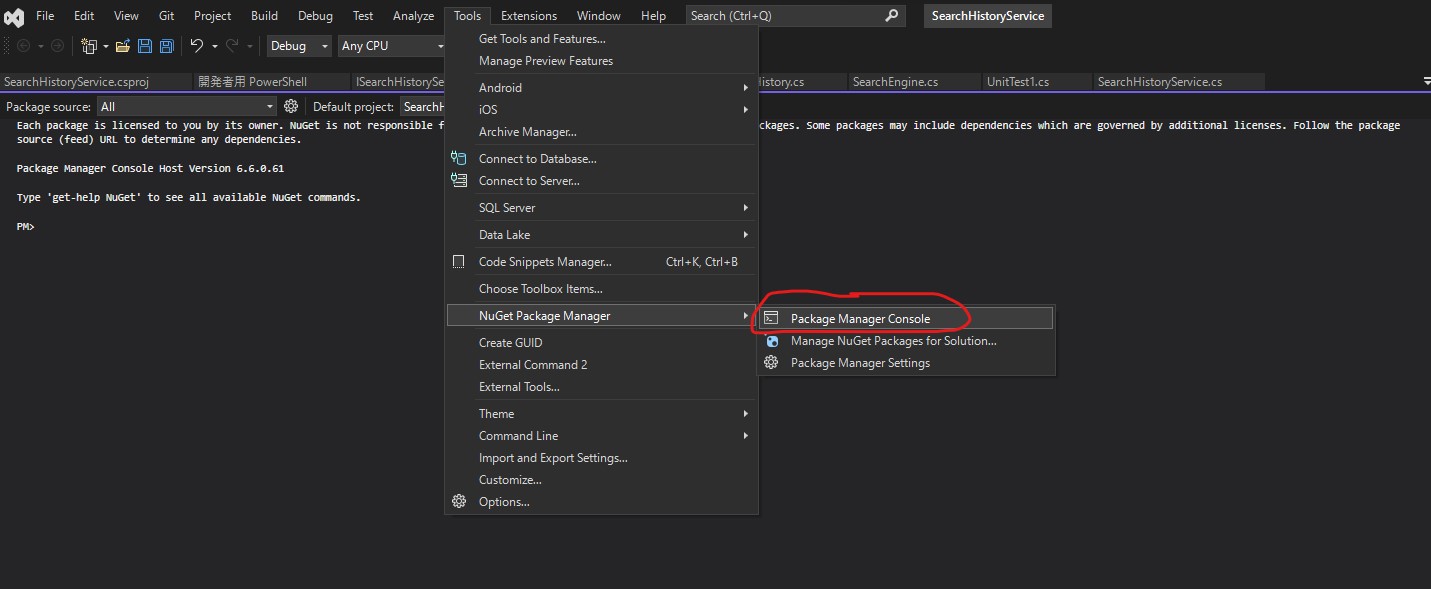 File Edit View Git Project Build Debug Test Analyze Tools Extensions Window Help Search (Ctrl+Q) SearchHistoryService
Debug Any CPU
SearchHistoryService.csproj 開発者用 PowerShell SearchEngine.cs UnitTest1.cs SearchHistoryService.cs
Package source: All Default project:
Each package is licensed to you by its owner. NuGet is not responsible Some packages may include dependencies which are governed by additional licenses. Follow the package
source (feed) URL to determine any dependencies.
Package Manager Console Host Version 6.6.0.61
Type 'get-help NuGet' to see all available NuGet commands.
PM>
Get Tools and Features...
Manage Preview Features
Android
iOS
Archive Manager...
Connect to Database...
Connect to Server...
SQL Server
Data Lake
Code Snippets Manager... Ctrl+K, Ctrl+B
Choose Toolbox Items...
NuGet Package Manager
Create GUID
External Command 2
External Tools...
Theme
Command Line
Import and Export Settings...
Customize...
Options...
Package Manager Console
Manage NuGet Packages for Solution...
Package Manager Settings